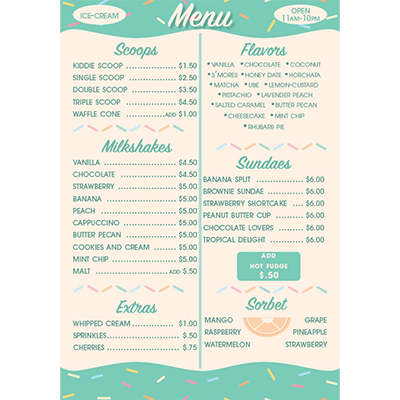 ICE-CREAM
Menu
OPEN
11AM-10PM
Scoops
KIDDIE SCOOP .............. $1.50
SINGLE SCOOP ............. $2.50
DOUBLE SCOOP ............ $3.50
TRIPLE SCOOP .............. $4.50
WAFFLE CONE ..........ADD $1.00
Milkshakes
VANILLA ........................ $4.50
CHOCOLATE ................. $4.50
STRAWBERRY ................ $5.00
BANANA ....................... $5.00
PEACH .......................... $5.00
CAPPUCCINO ............... $5.00
BUTTER PECAN .............. $5.00
COOKIES AND CREAM ...... $5.00
MINT CHIP .................... $5.00
MALT ........................ ADD $.50
Extras
WHIPPED CREAM ............ $1.00
SPRINKLES ...................... $.50
CHERRIES ....................... $.75
Flavors
*VANILLA *CHOCOLATE *COCONUT
*S'MORES *HONEY DATE *HORCHATA
*MATCHA *UBE *LEMON-CUSTARD
*PISTACHIO *LAVENDER PEACH
*SALTED CARAMEL *BUTTER PECAN
*CHEESECAKE *MINT CHIP
*RHUBARB PIE
Sundaes
BANANA SPLIT ................ $6.00
BROWNIE SUNDAE ........... $6.00
STRAWBERRY SHORTCAKE .. $6.00
PEANUT BUTTER CUP ....... $6.00
CHOCOLATE LOVERS ........ $6.00
TROPICAL DELIGHT .......... $6.00
ADD
HOT FUDGE
$.50
Sorbet
MANGO GRAPE
RASPBERRY PINEAPPLE
WATERMELON STRAWBERRY